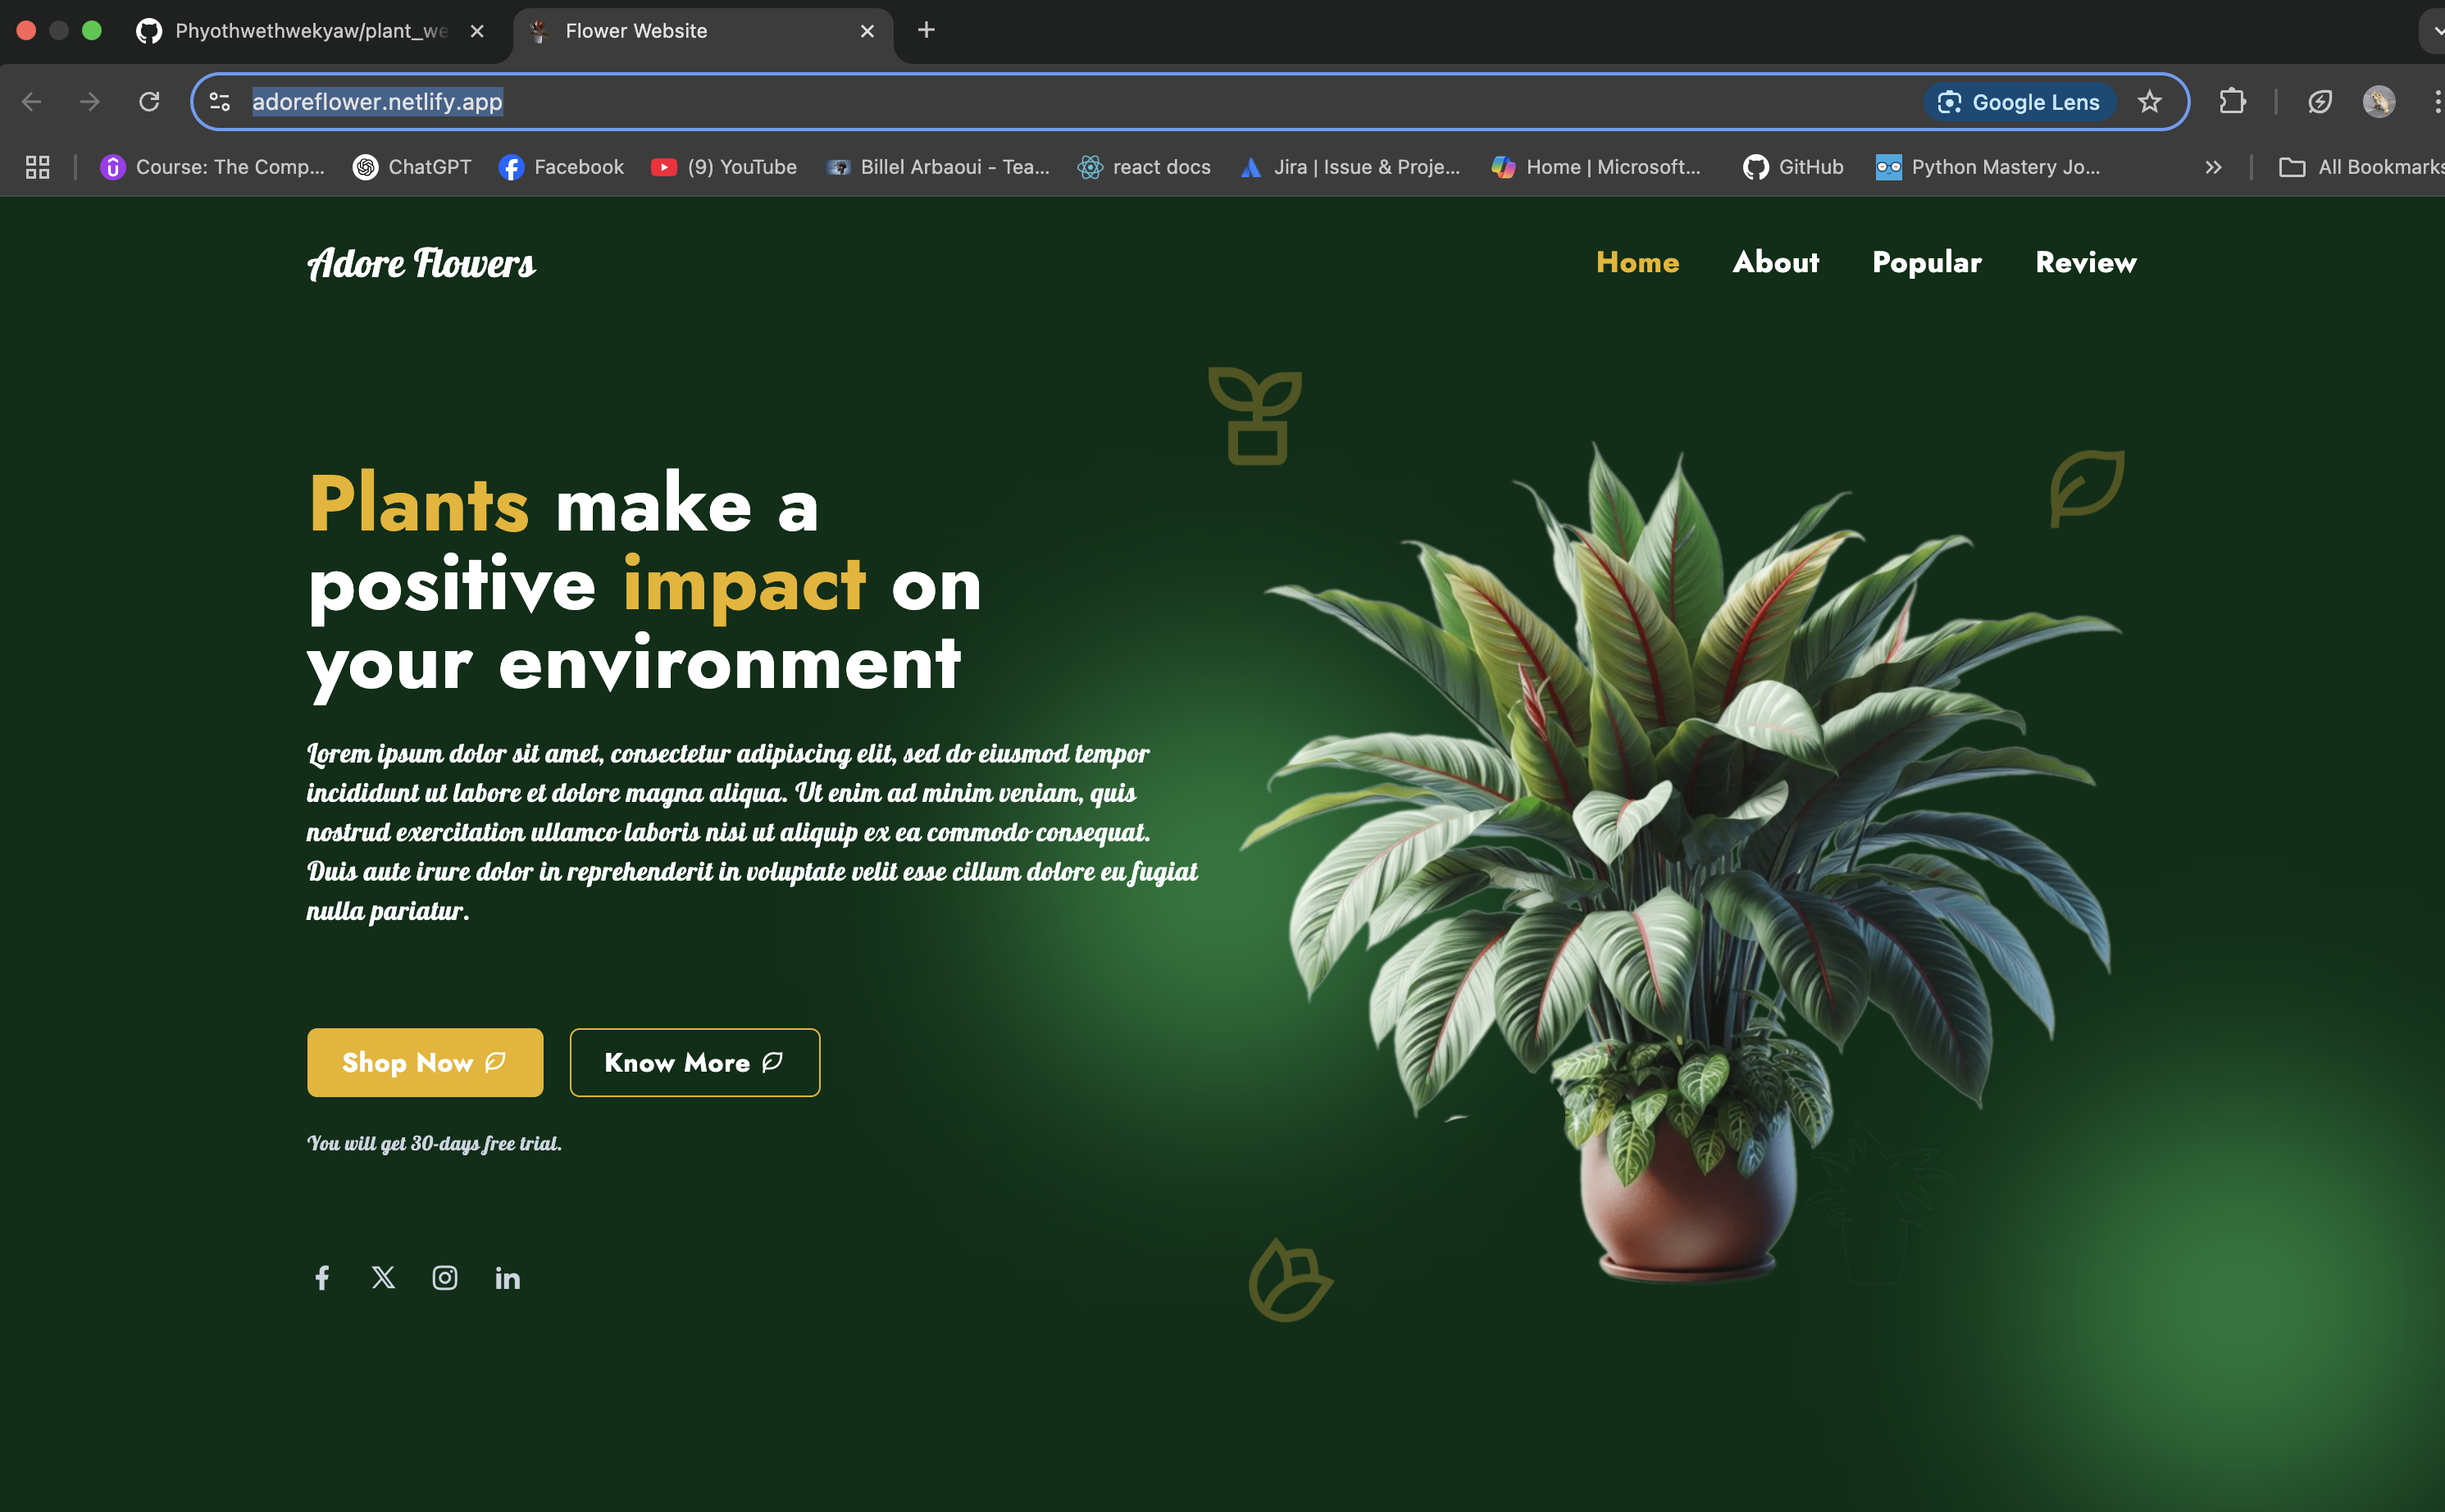 Phyothwethwekyaw/plant_we
Flower Website
adoreflower.netlify.app
Google Lens
Course: The Comp...
ChatGPT
Facebook
(9) YouTube
Billel Arbaoui - Tea...
react docs
Jira | Issue & Proje...
Home | Microsoft...
GitHub
Python Mastery Jo...
All Bookmarks
Adore Flowers
Home
About
Popular
Review
Plants make a
positive impact on
your environment
Lorem ipsum dolor sit amet, consectetur adipiscing elit, sed do eiusmod tempor
incididunt ut labore et dolore magna aliqua. Ut enim ad minim veniam, quis
nostrud exercitation ullamco laboris nisi ut aliquip ex ea commodo consequat.
Duis aute irure dolor in reprehenderit in voluptate velit esse cillum dolore eu fugiat
nulla pariatur.
Shop Now
Know More
You will get 30-days free trial.